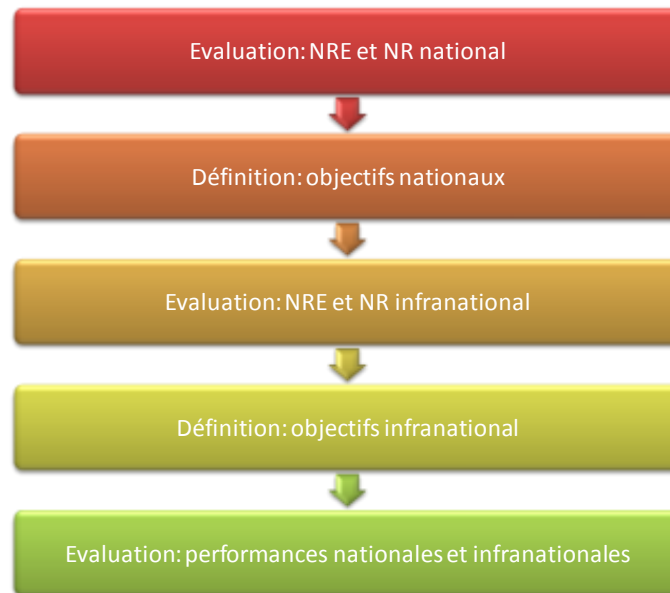 Evaluation: NRE et NR national
Définition: objectifs nationaux
Evaluation: NRE et NR infranational
Définition: objectifs infranational
Evaluation: performances nationales et infranationales